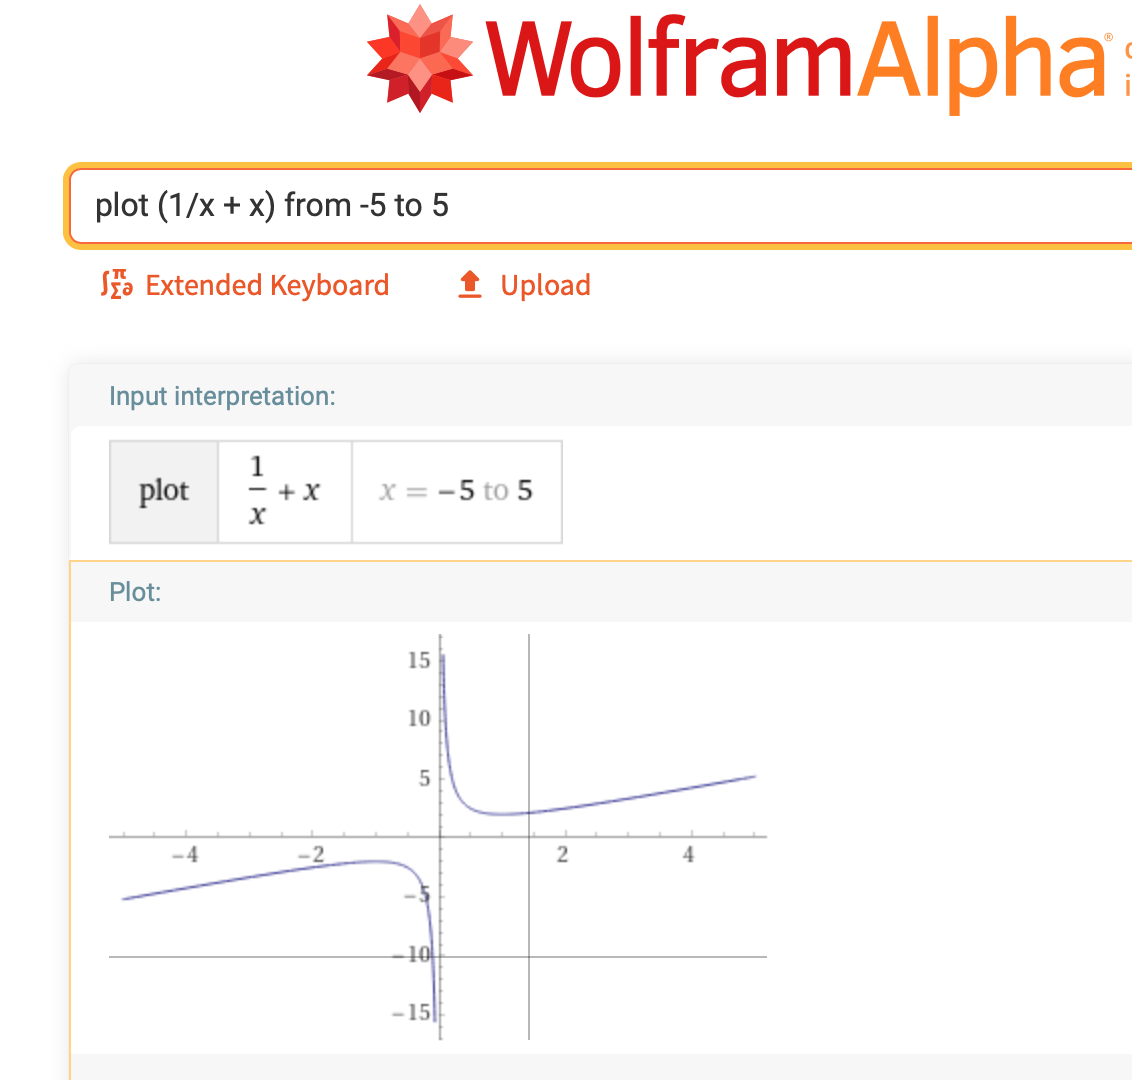 WolframAlpha®
plot (1/x + x) from -5 to 5
Extended Keyboard Upload
Input interpretation:
plot 1/x + x x = −5 to 5
Plot:
15
10
5
−4 −2 2 4
−5
−10
−15